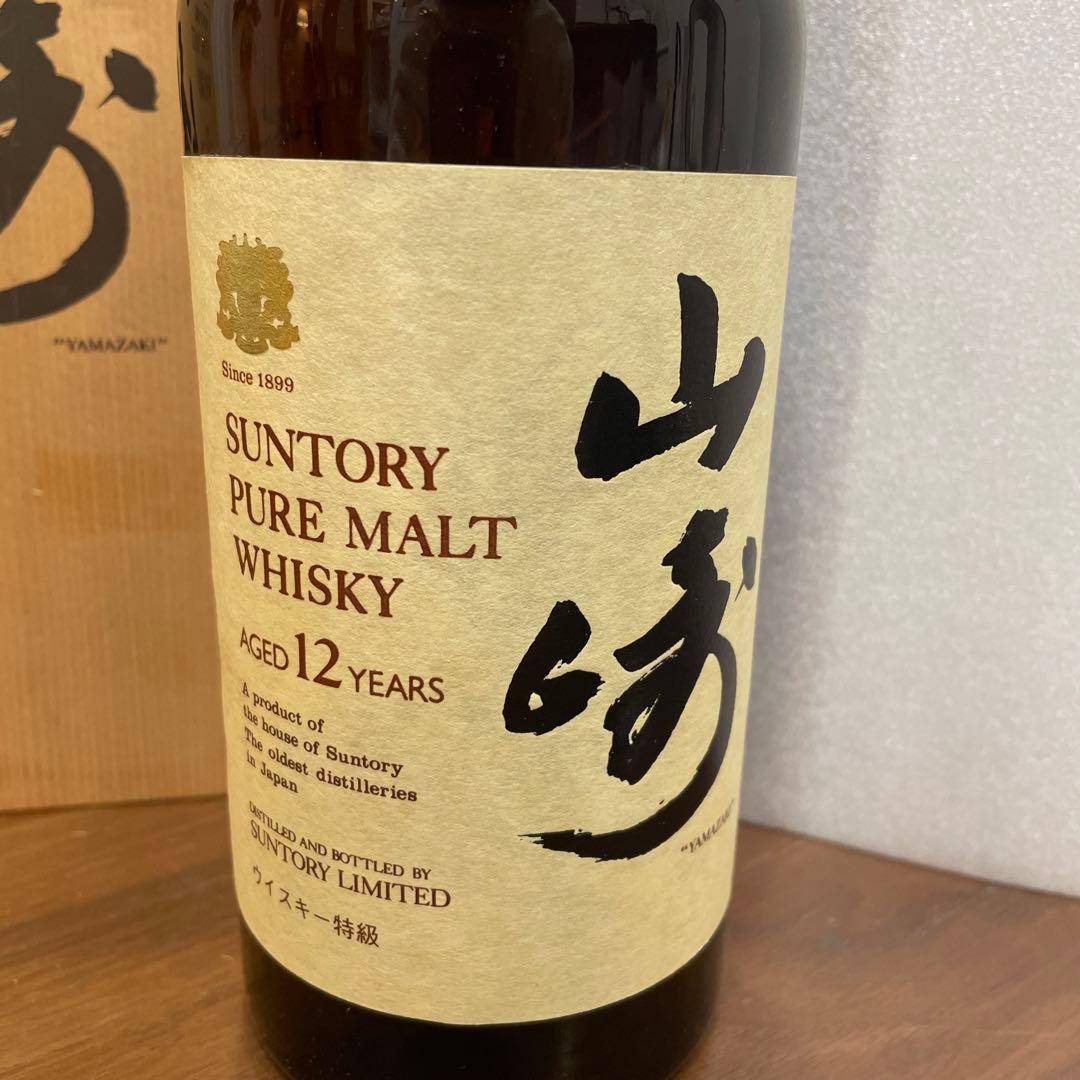 崎
"YAMAZAKI"
Since 1899
SUNTORY
PURE MALT
WHISKY
AGED 12 YEARS
A product of
the house of Suntory
The oldest distilleries
in Japan
DISTILLED AND BOTTLED BY
SUNTORY LIMITED
ウイスキー特級
山崎
"YAMAZAKI"